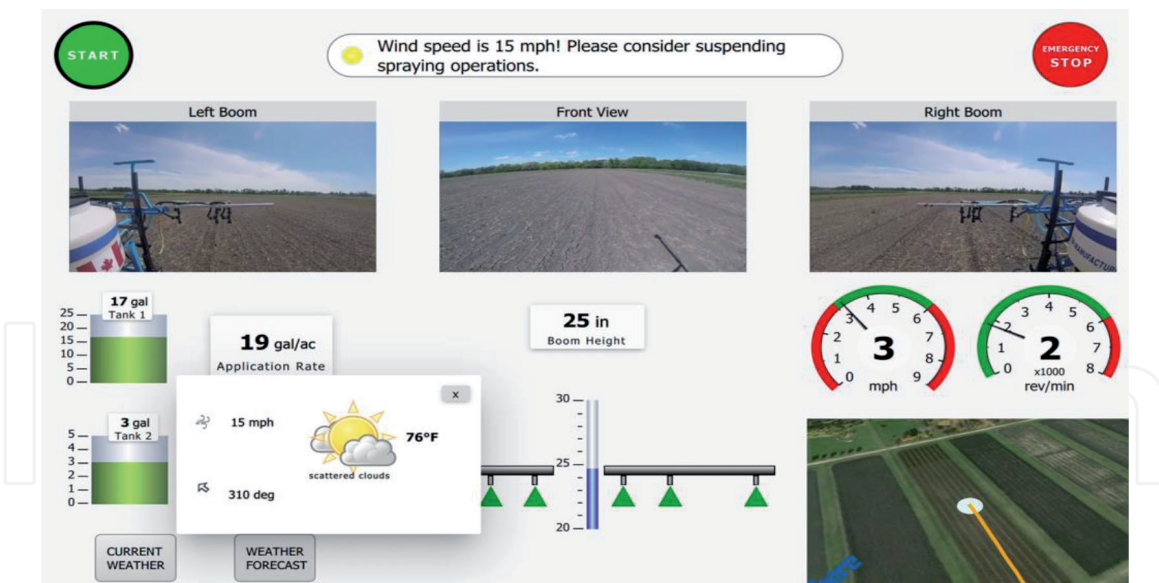 START
Wind speed is 15 mph! Please consider suspending
spraying operations.
EMERGENCY
STOP
Left Boom
Front View
Right Boom
MANUFACTUR
17 gal
Tank 1
25
20
15
10
5
0
19 gal/ac
Application Rate
25 in
Boom Height
0 1 2 3 4 5 6 7 8 9
3
mph
0 1 2 3 4 5 6 7 8
2
x1000
rev/min
3 gal
Tank 2
5
4
3
2
1
0
x
15 mph
76°F
scattered clouds
310 deg
30
25
20
CURRENT
WEATHER
WEATHER
FORECAST